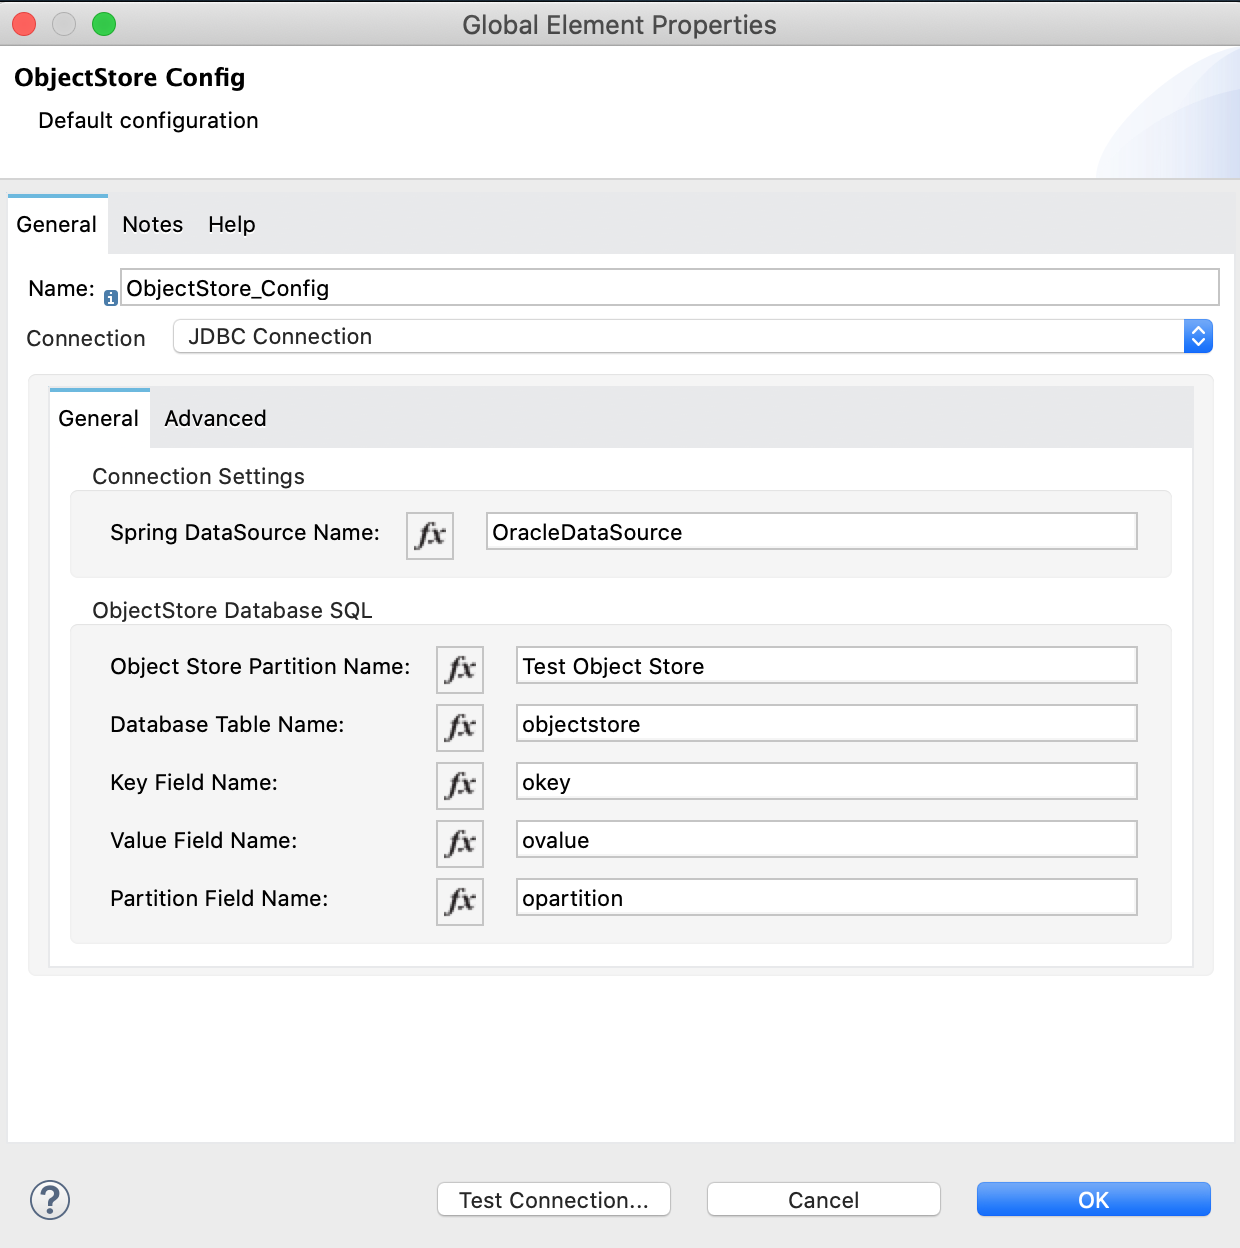 Global Element Properties
ObjectStore Config
Default configuration
General Notes Help
Name: i ObjectStore_Config
Connection JDBC Connection
General Advanced
Connection Settings
Spring DataSource Name: fx OracleDataSource
ObjectStore Database SQL
Object Store Partition Name: fx Test Object Store
Database Table Name: fx objectstore
Key Field Name: fx okey
Value Field Name: fx ovalue
Partition Field Name: fx opartition
? Test Connection... Cancel OK